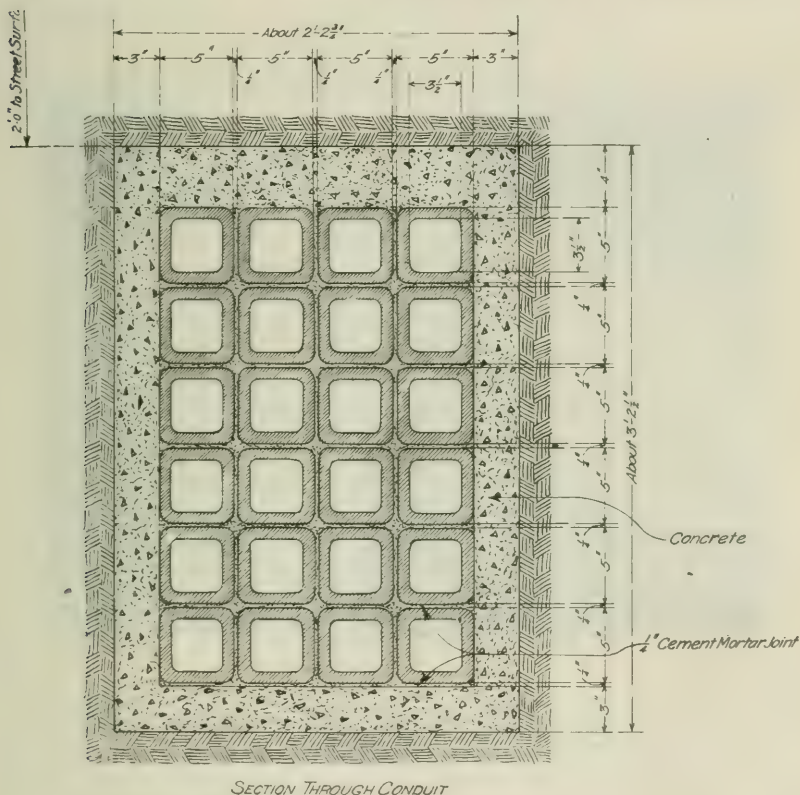 2'-0" to Street Surf.
About 2'-2¾"
3" 5" 5" 5" 5" 3"
¼" ¼" ¼"
3½"
4"
5"
3½"
¼"
5"
¼"
5"
About 3'-2½"
¼"
5"
¼"
Concrete
5"
¼"
5"
¼" Cement Mortar Joint
¼"
3"
SECTION THROUGH CONDUIT